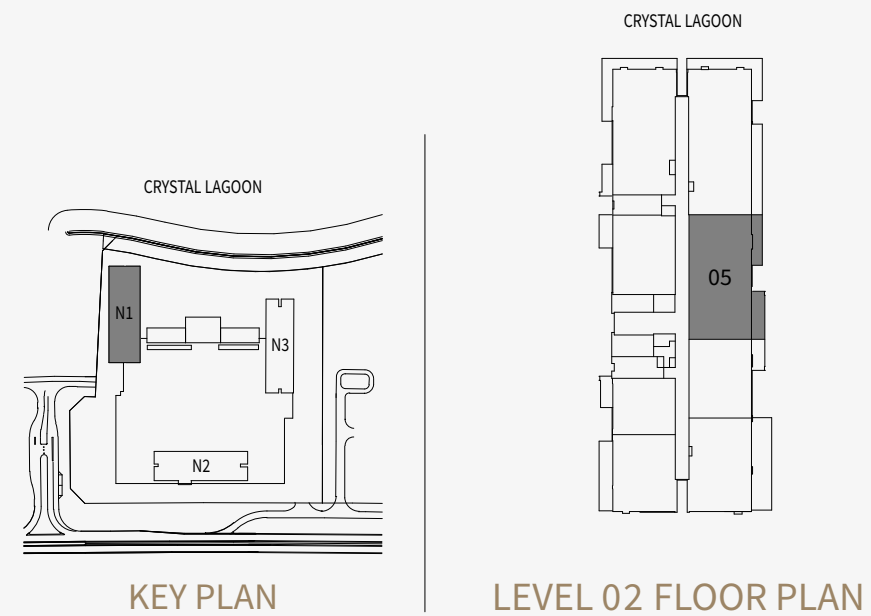 CRYSTAL LAGOON
N1
N3
N2
KEY PLAN
CRYSTAL LAGOON
05
LEVEL 02 FLOOR PLAN